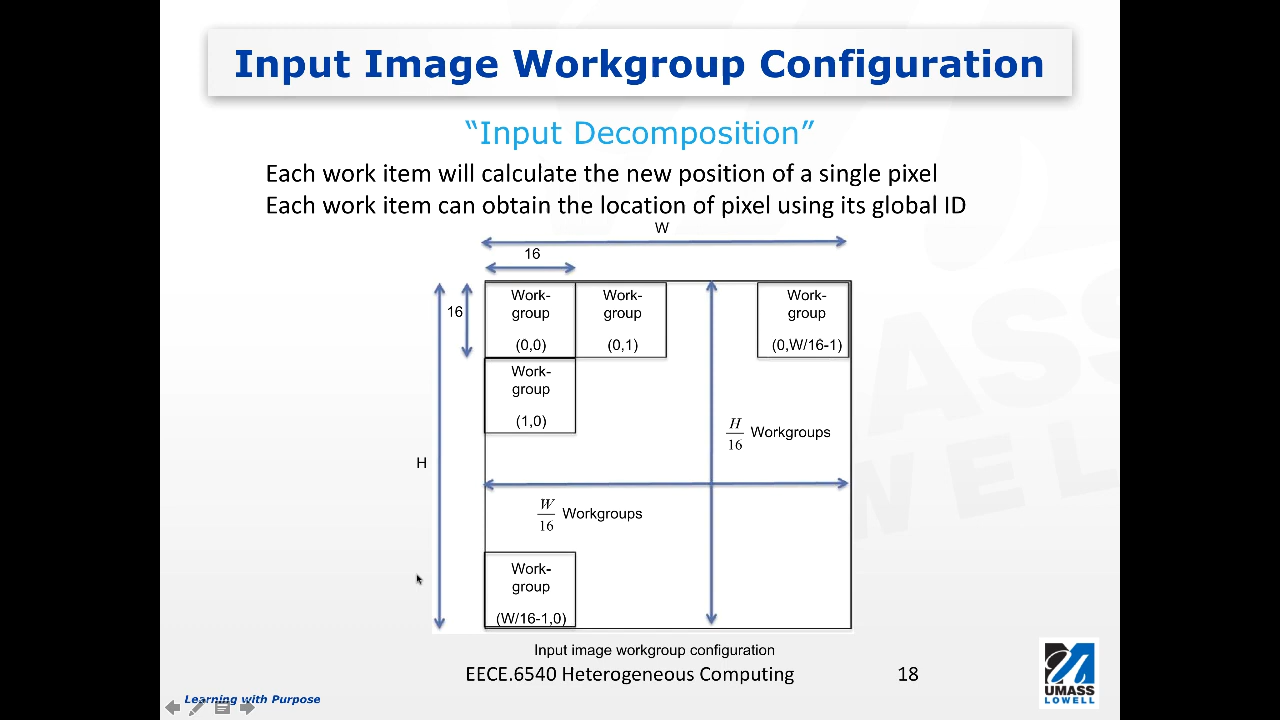 Input Image Workgroup Configuration
“Input Decomposition”
Each work item will calculate the new position of a single pixel
Each work item can obtain the location of pixel using its global ID
W
16
16
Work-
group
(0,0)
Work-
group
(0,1)
Work-
group
(0,W/16-1)
Work-
group
(1,0)
H
16
Workgroups
H
W
16
Workgroups
Work-
group
(W/16-1,0)
Input image workgroup configuration
EECE.6540 Heterogeneous Computing
18
Learning with Purpose
UMASS
LOWELL
UMASS
LOWELL